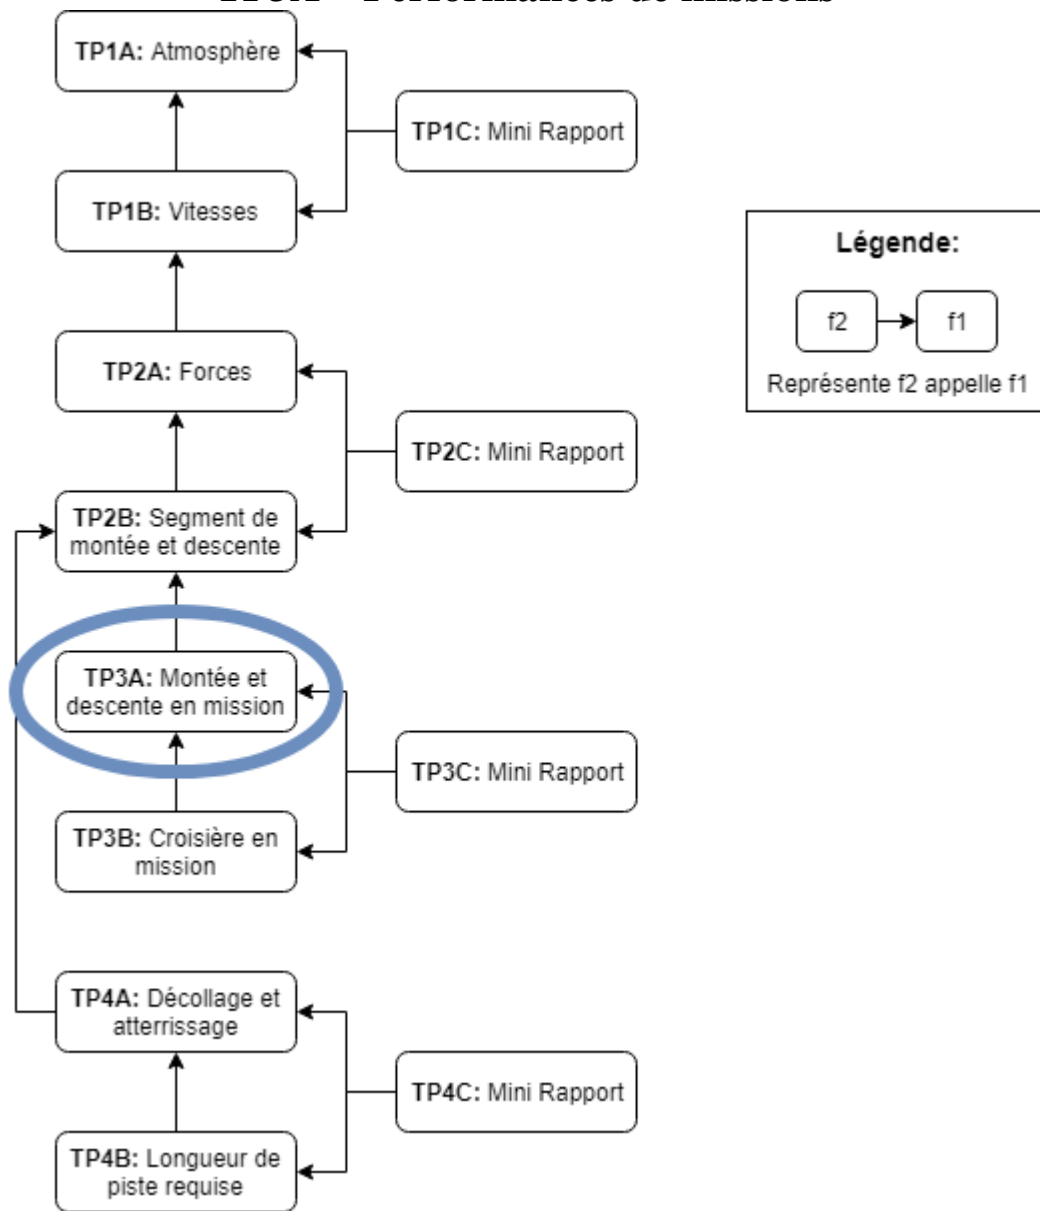 TP1A: Atmosphère
TP1C: Mini Rapport
TP1B: Vitesses
Légende:
f2
f1
Représente f2 appelle f1
TP2A: Forces
TP2C: Mini Rapport
TP2B: Segment de
montée et descente
TP3A: Montée et
descente en mission
TP3C: Mini Rapport
TP3B: Croisière en
mission
TP4A: Décollage et
atterrissage
TP4C: Mini Rapport
TP4B: Longueur de
piste requise